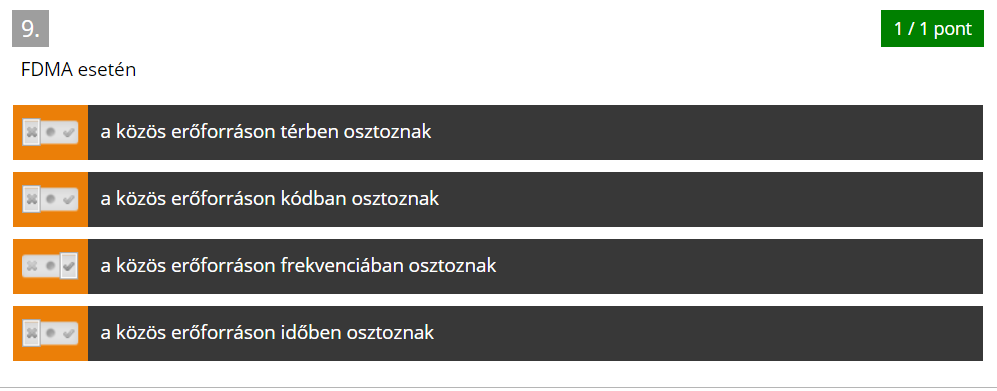 9.
1 / 1 pont
FDMA esetén
a közös erőforráson térben osztoznak
a közös erőforráson kódban osztoznak
a közös erőforráson frekvenciában osztoznak
a közös erőforráson időben osztoznak